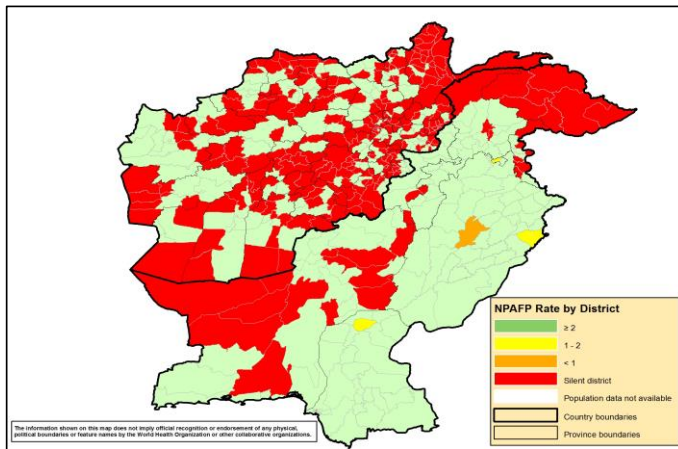 NPAFP Rate by District
≥ 2
1 - 2
< 1
Silent district
Population data not available
Country boundaries
Province boundaries
The information shown on this map does not imply official recognition or endorsement of any physical,
political boundaries or feature names by the World Health Organization or other collaborative organizations.